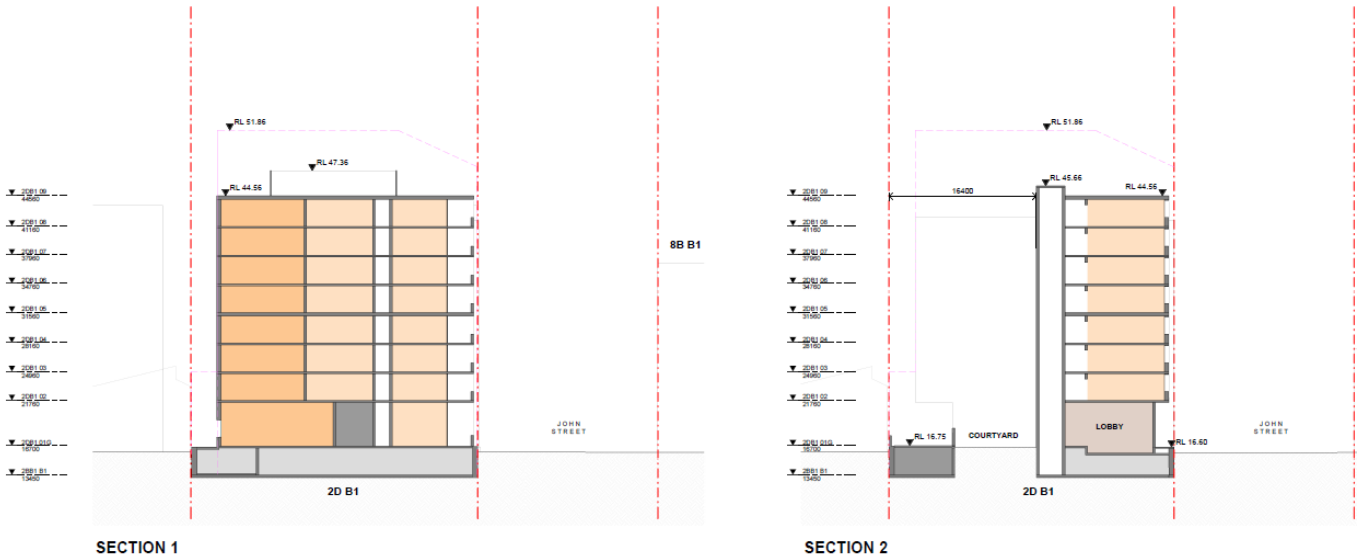 RL 51.86
RL 47.36
RL 44.56
2DB1 09
44560
2DB1 08
41160
2DB1 07
37960
2DB1 06
34760
2DB1 05
31560
2DB1 04
28160
2DB1 03
24960
2DB1 02
21760
2DB1 01G
16700
2BB1 B1
13450
8B B1
JOHN
STREET
2D B1
SECTION 1
RL 51.86
RL 45.66
RL 44.56
16400
2DB1 09
44560
2DB1 08
41160
2DB1 07
37960
2DB1 06
34760
2DB1 05
31560
2DB1 04
28160
2DB1 03
24960
2DB1 02
21760
2DB1 01G
16700
2BB1 B1
13450
RL 16.75
COURTYARD
LOBBY
RL 16.60
JOHN
STREET
2D B1
SECTION 2